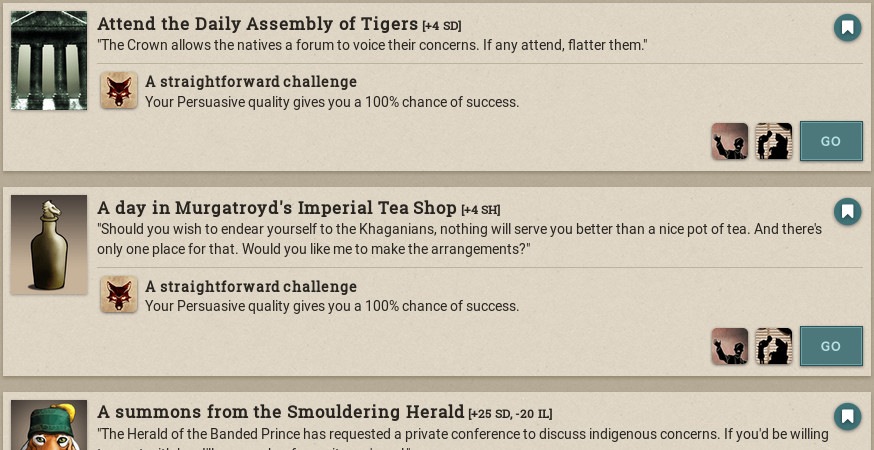 Attend the Daily Assembly of Tigers [+4 SD]
"The Crown allows the natives a forum to voice their concerns. If any attend, flatter them."
A straightforward challenge
Your Persuasive quality gives you a 100% chance of success.
GO
A day in Murgatroyd's Imperial Tea Shop [+4 SH]
"Should you wish to endear yourself to the Khaganians, nothing will serve you better than a nice pot of tea. And there's
only one place for that. Would you like me to make the arrangements?"
A straightforward challenge
Your Persuasive quality gives you a 100% chance of success.
GO
A summons from the Smouldering Herald [+25 SD, -20 IL]
"The Herald of the Banded Prince has requested a private conference to discuss indigenous concerns. If you'd be willing